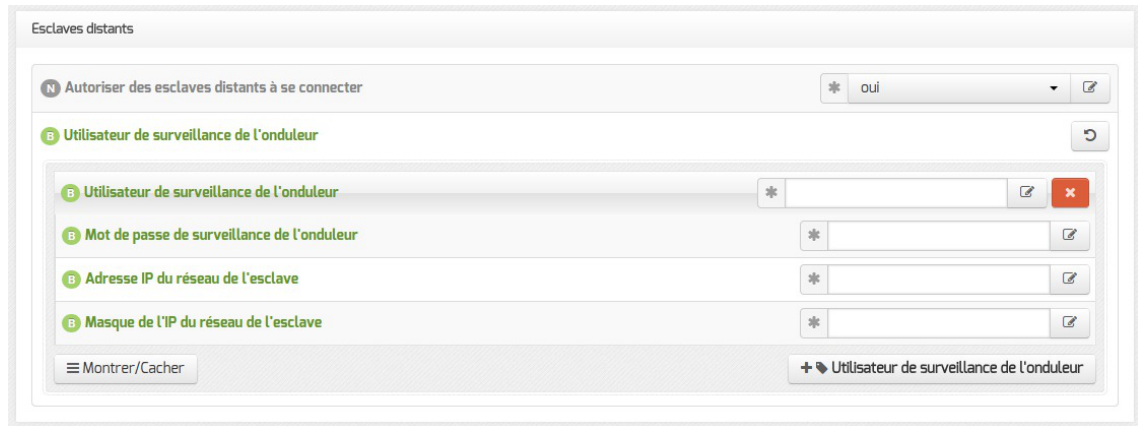 Esclaves distants
N Autoriser des esclaves distants à se connecter * oui
B Utilisateur de surveillance de l'onduleur
B Utilisateur de surveillance de l'onduleur *
B Mot de passe de surveillance de l'onduleur *
B Adresse IP du réseau de l'esclave *
B Masque de l'IP du réseau de l'esclave *
Montrer/Cacher + Utilisateur de surveillance de l'onduleur